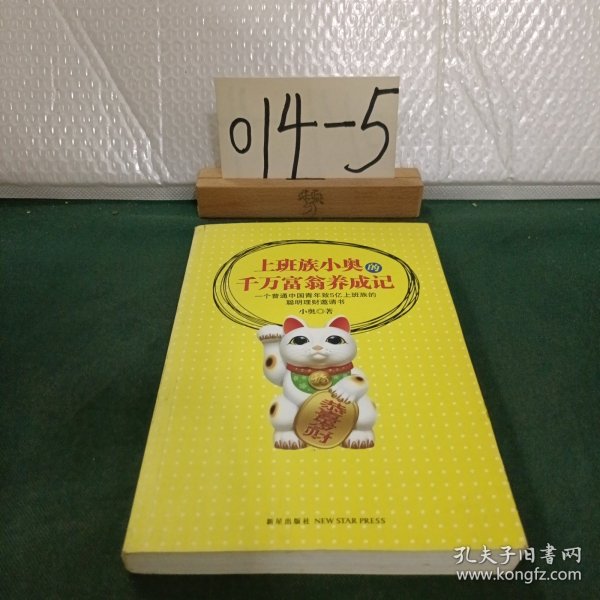 014-5
上班族小奥的
千万富翁养成记
一个普通中国青年致5亿上班族的
聪明理财邀请书
小奥◎著
恭喜發财
新星出版社 NEW STAR PRESS
孔夫子旧书网
www.kongfz.com